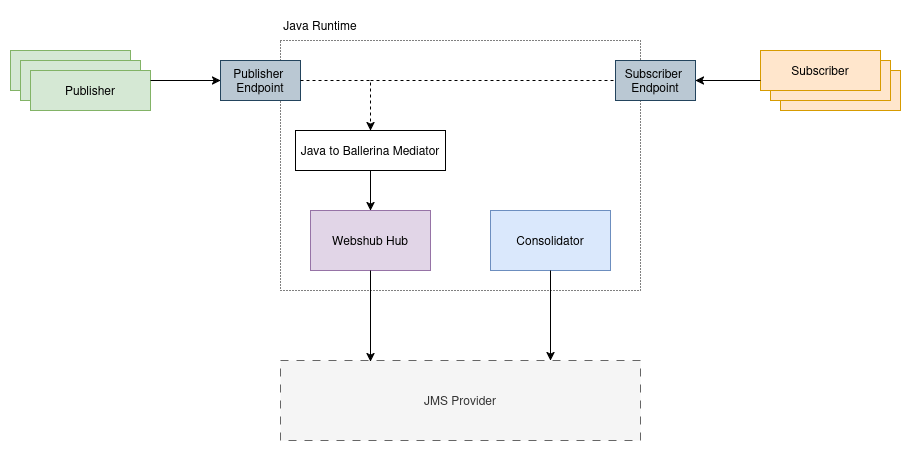 Java Runtime
Publisher
Publisher
Endpoint
Subscriber
Endpoint
Subscriber
Java to Ballerina Mediator
Webshub Hub
Consolidator
JMS Provider